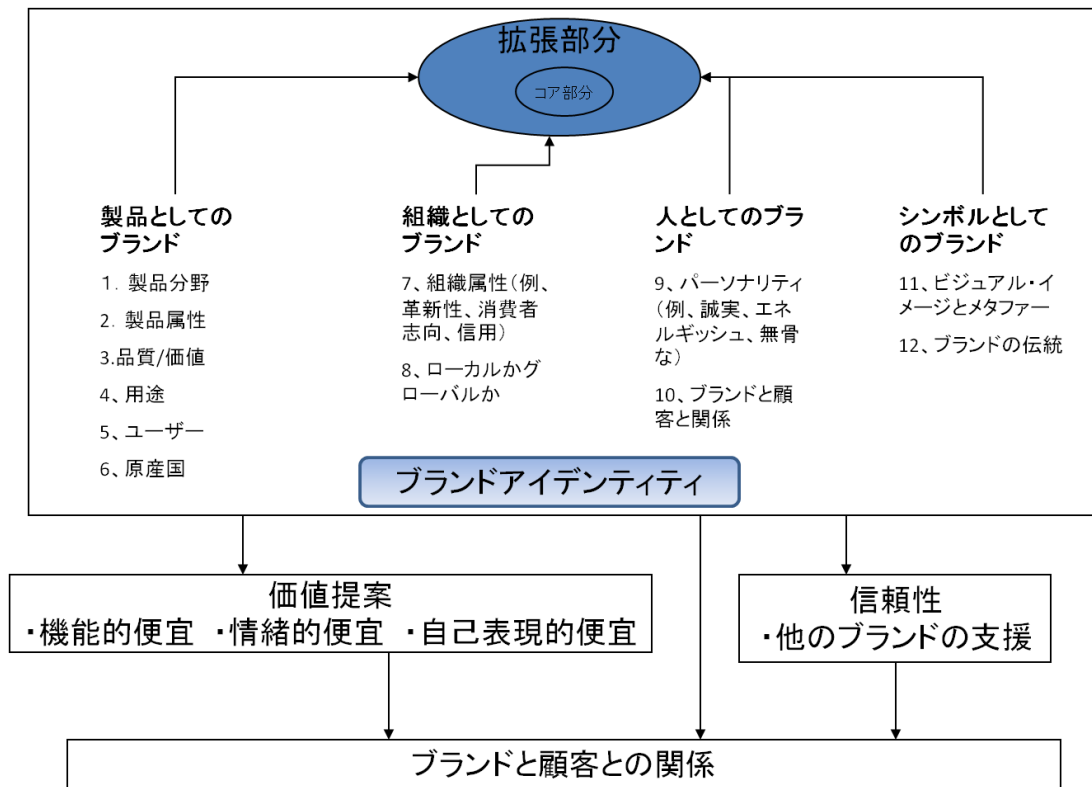 拡張部分
コア部分
製品としての
ブランド
1. 製品分野
2. 製品属性
3.品質/価値
4、用途
5、ユーザー
6、原産国
組織としての
ブランド
7、組織属性(例、
革新性、消費者
志向、信用)
8、ローカルかグ
ローバルか
人としてのブラ
ンド
9、パーソナリティ
(例、誠実、エネ
ルギッシュ、無骨
な)
10、ブランドと顧
客と関係
シンボルとして
のブランド
11、ビジュアル・イ
メージとメタファー
12、ブランドの伝統
ブランドアイデンティティ
価値提案
・機能的便宜 ・情緒的便宜 ・自己表現的便宜
信頼性
・他のブランドの支援
ブランドと顧客との関係